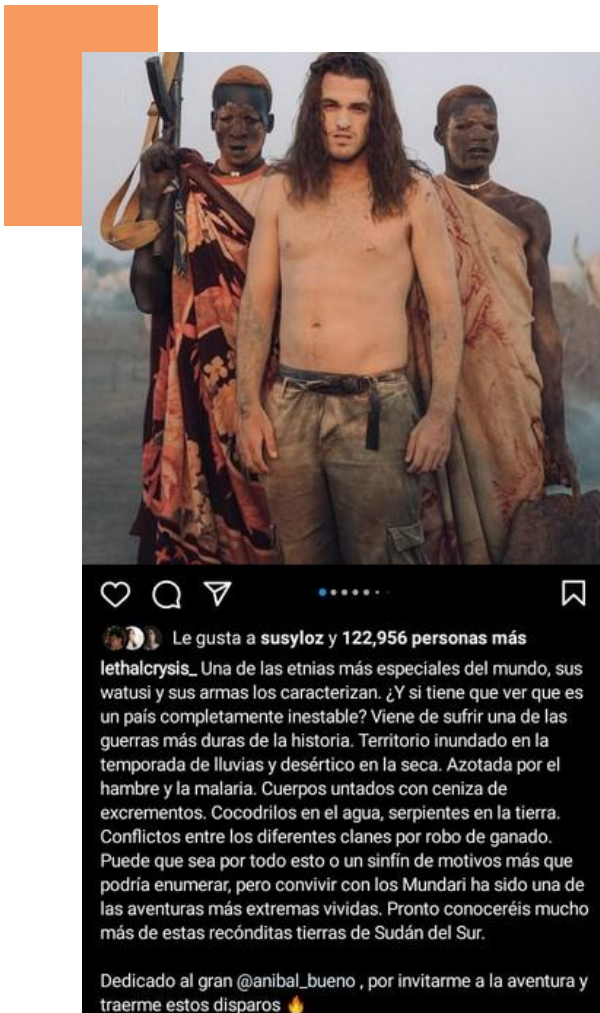 Le gusta a susyloz y 122,956 personas más
lethalcrysis_ Una de las etnias más especiales del mundo, sus
watusi y sus armas los caracterizan. ¿Y si tiene que ver que es
un país completamente inestable? Viene de sufrir una de las
guerras más duras de la historia. Territorio inundado en la
temporada de lluvias y desértico en la seca. Azotada por el
hambre y la malaria. Cuerpos untados con ceniza de
excrementos. Cocodrilos en el agua, serpientes en la tierra.
Conflictos entre los diferentes clanes por robo de ganado.
Puede que sea por todo esto o un sinfín de motivos más que
podría enumerar, pero convivir con los Mundari ha sido una de
las aventuras más extremas vividas. Pronto conoceréis mucho
más de estas recónditas tierras de Sudán del Sur.
Dedicado al gran @anibal_bueno , por invitarme a la aventura y
traerme estos disparos 🔥